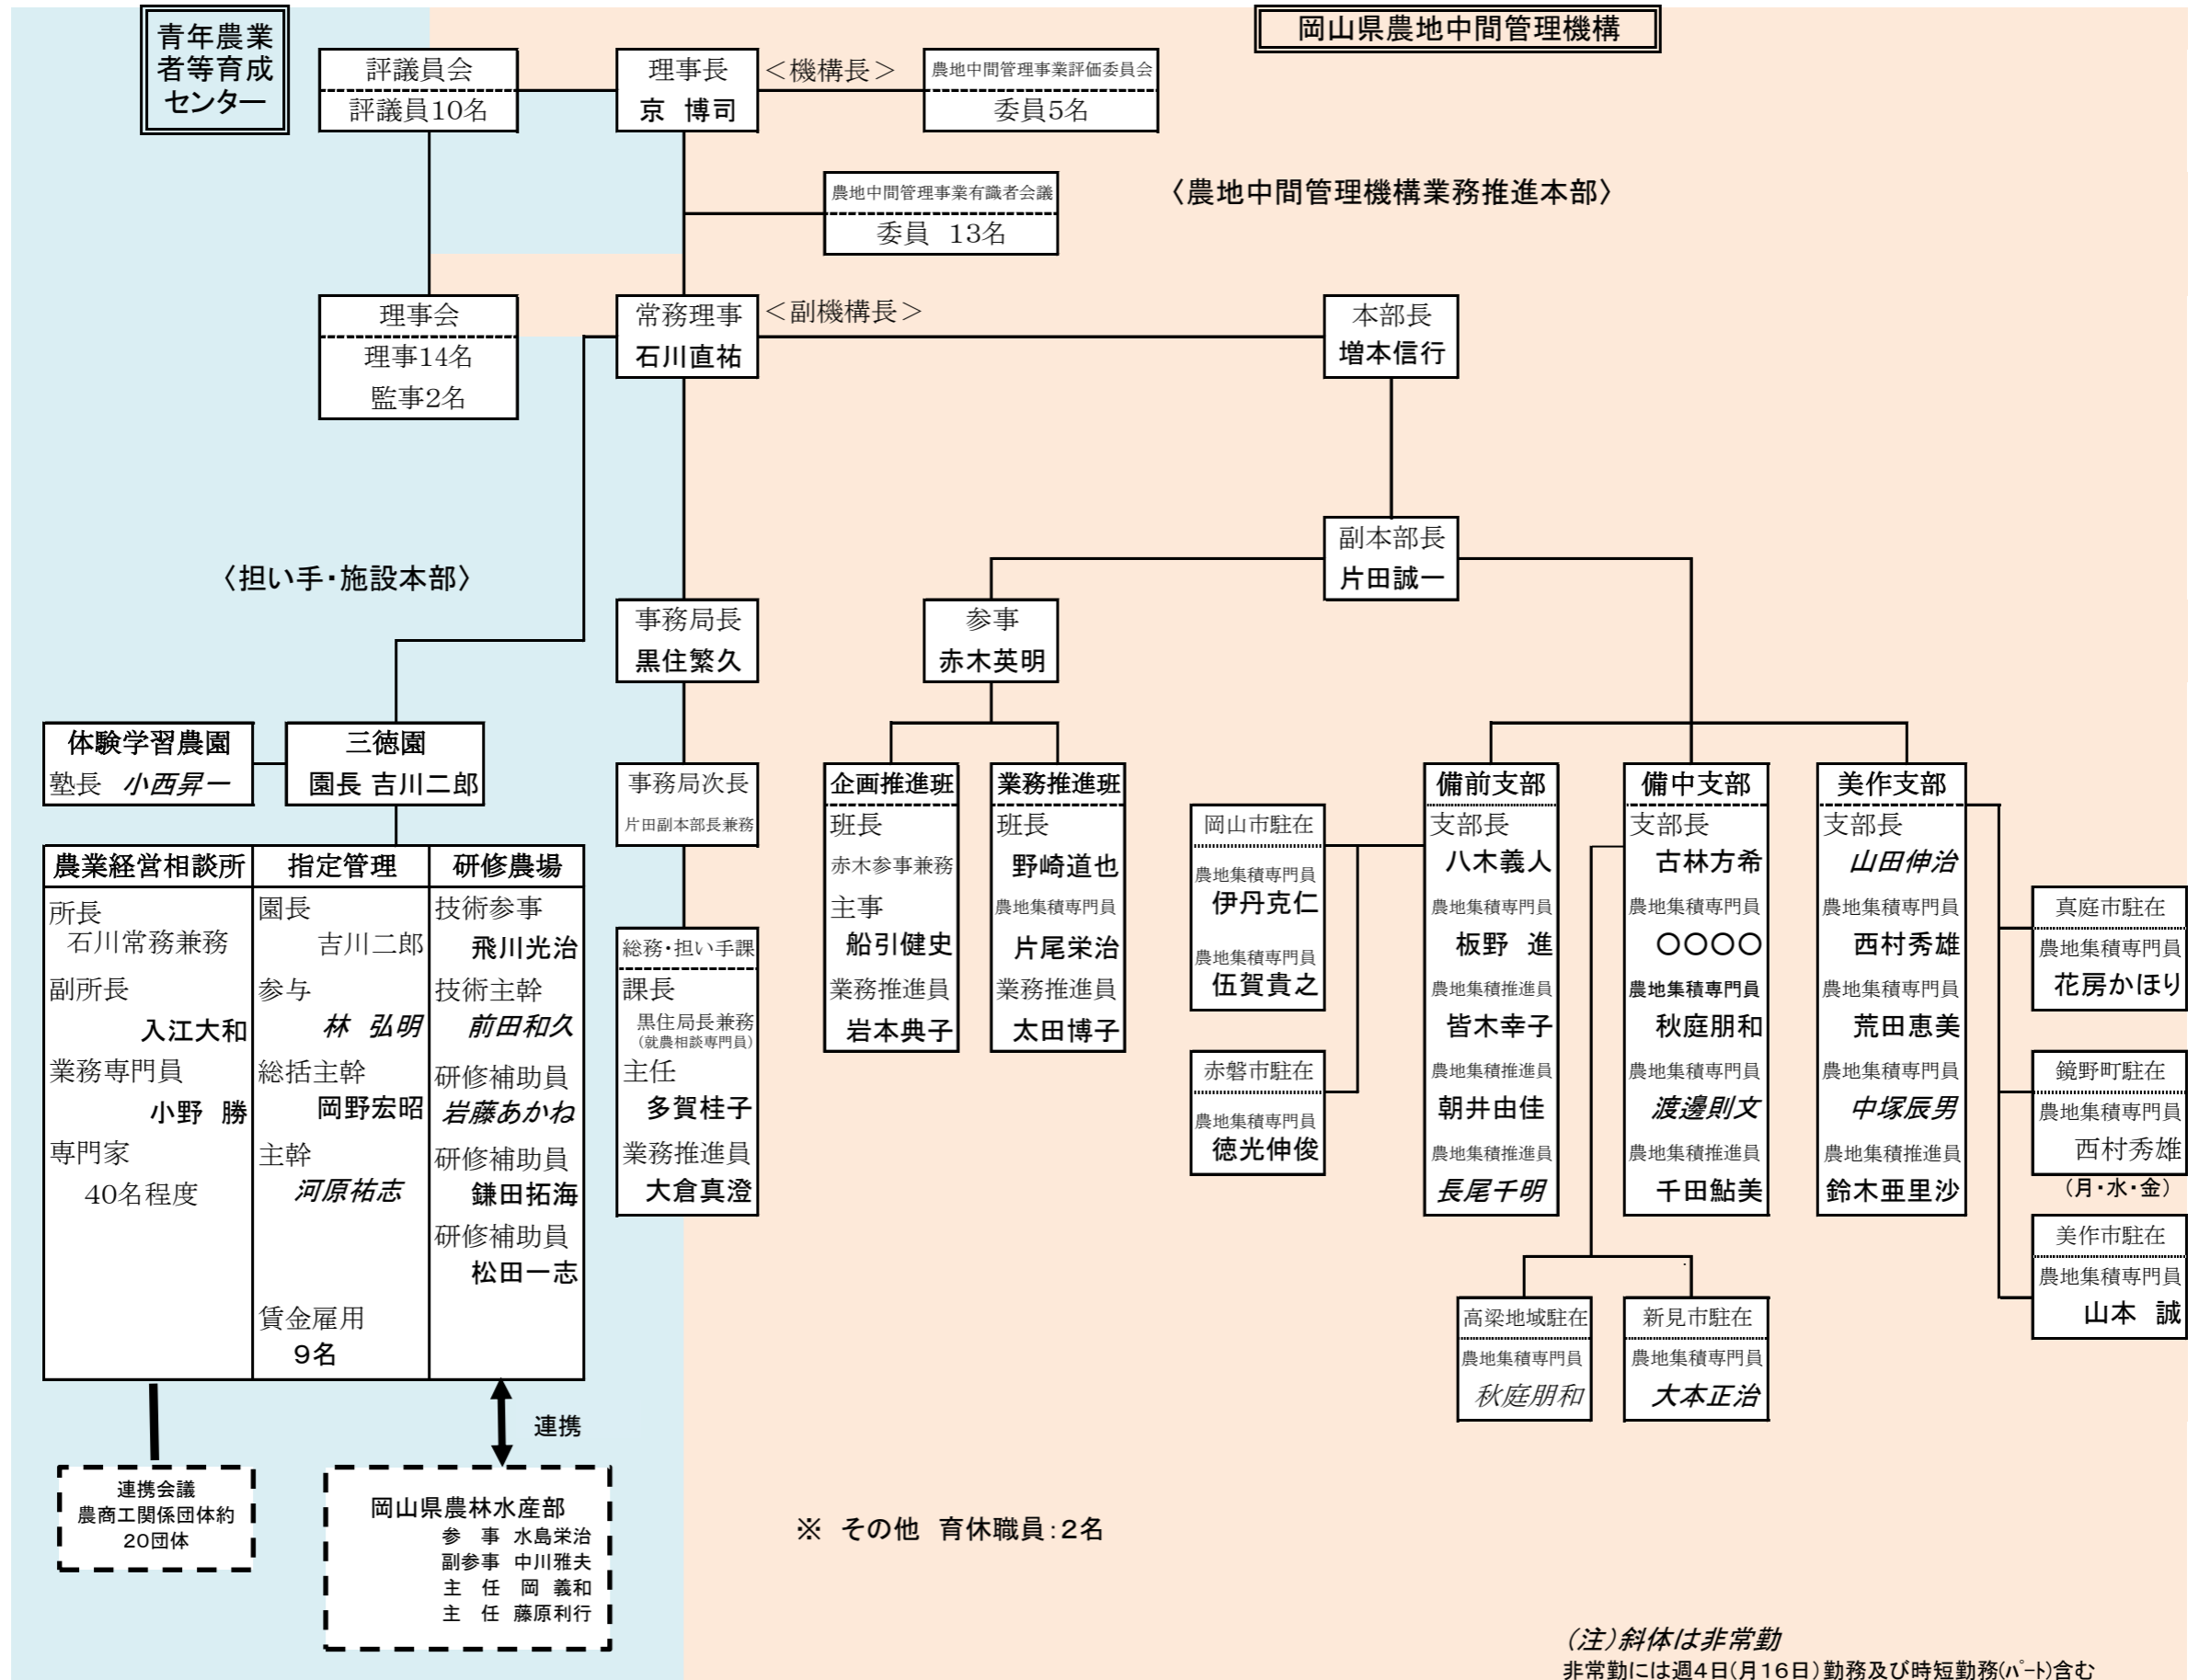 青年農業
者等育成
センター
岡山県農地中間管理機構
評議員会
評議員10名
理事長
京 博司
＜機構長＞
農地中間管理事業評価委員会
委員5名
農地中間管理事業有識者会議
委員 13名
〈農地中間管理機構業務推進本部〉
理事会
理事14名
監事2名
常務理事
石川直祐
＜副機構長＞
本部長
増本信行
副本部長
片田誠一
〈担い手・施設本部〉
事務局長
黒住繁久
参事
赤木英明
体験学習農園
塾長 小西昇一
三徳園
園長 吉川二郎
事務局次長
片田副本部長兼務
農業経営相談所
所長
石川常務兼務
副所長
入江大和
業務専門員
小野 勝
専門家
40名程度
指定管理
園長
吉川二郎
参与
林 弘明
総括主幹
岡野宏昭
主幹
河原祐志
賃金雇用
9名
研修農場
技術参事
飛川光治
技術主幹
前田和久
研修補助員
岩藤あかね
研修補助員
鎌田拓海
研修補助員
松田一志
総務・担い手課
課長
黒住局長兼務
(就農相談専門員)
主任
多賀桂子
業務推進員
大倉真澄
企画推進班
班長
赤木参事兼務
主事
船引健史
業務推進員
岩本典子
業務推進班
班長
野崎道也
農地集積専門員
片尾栄治
業務推進員
太田博子
岡山市駐在
農地集積専門員
伊丹克仁
農地集積専門員
伍賀貴之
赤磐市駐在
農地集積専門員
徳光伸俊
備前支部
支部長
八木義人
農地集積専門員
板野 進
農地集積推進員
皆木幸子
農地集積推進員
朝井由佳
農地集積推進員
長尾千明
備中支部
支部長
古林方希
農地集積専門員
〇〇〇〇
農地集積専門員
秋庭朋和
農地集積専門員
渡邊則文
農地集積推進員
千田鮎美
美作支部
支部長
山田伸治
農地集積専門員
西村秀雄
農地集積専門員
荒田恵美
農地集積専門員
中塚辰男
農地集積推進員
鈴木亜里沙
真庭市駐在
農地集積専門員
花房かほり
鏡野町駐在
農地集積専門員
西村秀雄
(月・水・金)
美作市駐在
農地集積専門員
山本 誠
高梁地域駐在
農地集積専門員
秋庭朋和
新見市駐在
農地集積専門員
大本正治
連携
連携会議
農商工関係団体約
20団体
岡山県農林水産部
参 事 水島栄治
副参事 中川雅夫
主 任 岡 義和
主 任 藤原利行
※ その他 育休職員：2名
(注)斜体は非常勤
非常勤には週4日(月16日)勤務及び時短勤務(ﾊﾟｰﾄ)含む